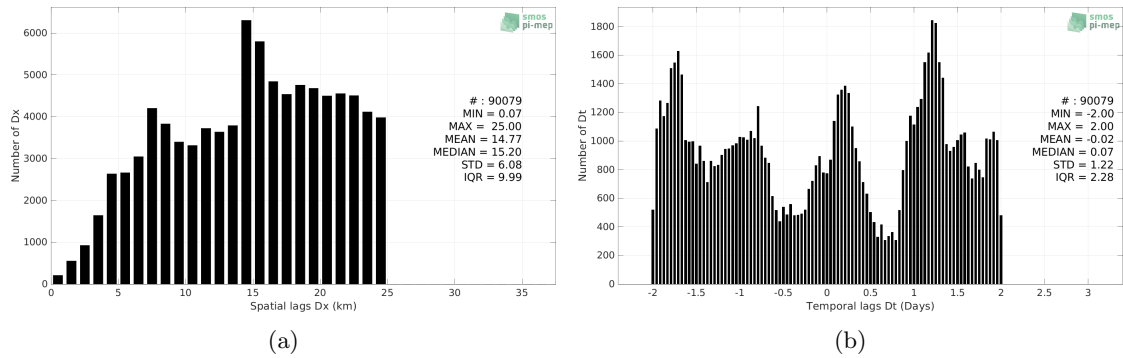 smos
pi-mep
Number of Dx
6000
5000
4000
3000
2000
1000
0
# : 90079
MIN = 0.07
MAX = 25.00
MEAN = 14.77
MEDIAN = 15.20
STD = 6.08
IQR = 9.99
0 5 10 15 20 25 30 35
Spatial lags Dx (km)
(a)
smos
pi-mep
Number of Dt
1800
1600
1400
1200
1000
800
600
400
200
0
# : 90079
MIN = -2.00
MAX = 2.00
MEAN = -0.02
MEDIAN = 0.07
STD = 1.22
IQR = 2.28
-2 -1.5 -1 -0.5 0 0.5 1 1.5 2 2.5 3
Temporal lags Dt (Days)
(b)